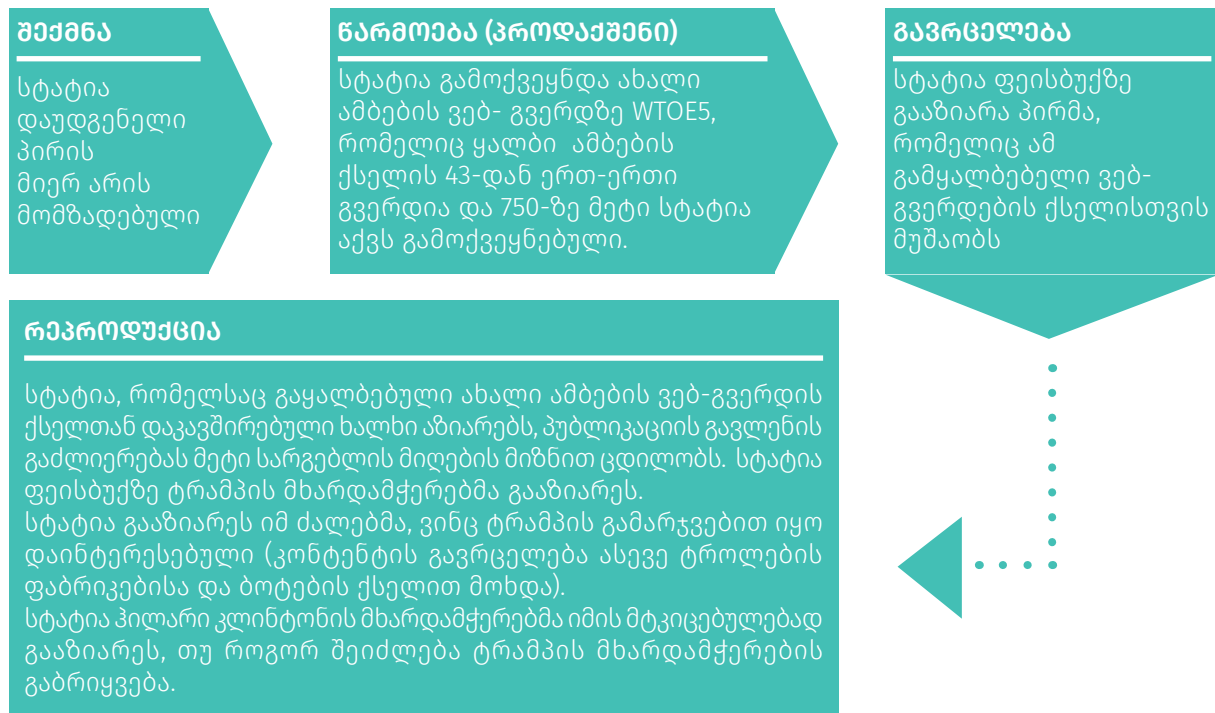 შექმნა
სტატია
დაუდგენელი
პირის
მიერ არის
მომზადებული
წარმოება (პროდაქშენი)
სტატია გამოქვეყნდა ახალი
ამბების ვებ- გვერდზე WTOE5,
რომელიც ყალბი ამბების
ქსელის 43-დან ერთ-ერთი
გვერდია და 750-ზე მეტი სტატია
აქვს გამოქვეყნებული.
გავრცელება
სტატია ფეისბუქზე
გააზიარა პირმა,
რომელიც ამ
გამყალბებელი ვებ-
გვერდების ქსელისთვის
მუშაობს
რეპროდუქცია
სტატია, რომელსაც გაყალბებული ახალი ამბების ვებ-გვერდის
ქსელთან დაკავშირებული ხალხი აზიარებს, პუბლიკაციის გავლენის
გაძლიერებას მეტი სარგებლის მიღების მიზნით ცდილობს. სტატია
ფეისბუქზე ტრამპის მხარდამჭერებმა გააზიარეს.
სტატია გააზიარეს იმ ძალებმა, ვინც ტრამპის გამარჯვებით იყო
დაინტერესებული (კონტენტის გავრცელება ასევე ტროლების
ფაბრიკებისა და ბოტების ქსელით მოხდა).
სტატია ჰილარი კლინტონის მხარდამჭერებმა იმის მტკიცებულებად
გააზიარეს, თუ როგორ შეიძლება ტრამპის მხარდამჭერების
გაბრიყვება.